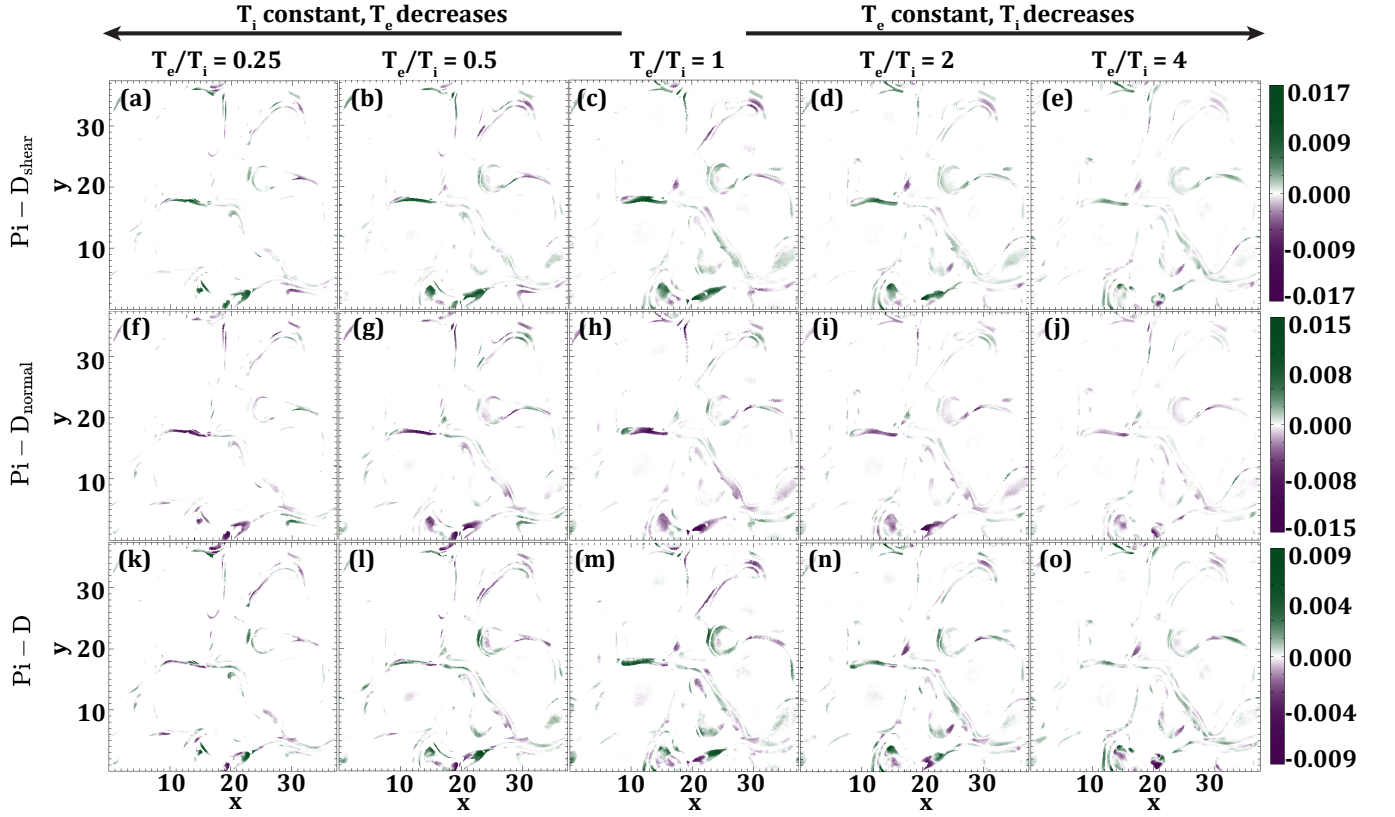 Tᵢ constant, Tₑ decreases
Tₑ constant, Tᵢ decreases
Tₑ/Tᵢ = 0.25
Tₑ/Tᵢ = 0.5
Tₑ/Tᵢ = 1
Tₑ/Tᵢ = 2
Tₑ/Tᵢ = 4
Pi − D_shear
y
30
20
10
(a)
(b)
(c)
(d)
(e)
0.017
0.009
0.000
-0.009
-0.017
Pi − D_normal
y
30
20
10
(f)
(g)
(h)
(i)
(j)
0.015
0.008
0.000
-0.008
-0.015
Pi − D
y
30
20
10
(k)
(l)
(m)
(n)
(o)
0.009
0.004
0.000
-0.004
-0.009
10 20 30
10 20 30
10 20 30
10 20 30
10 20 30
x
x
x
x
x